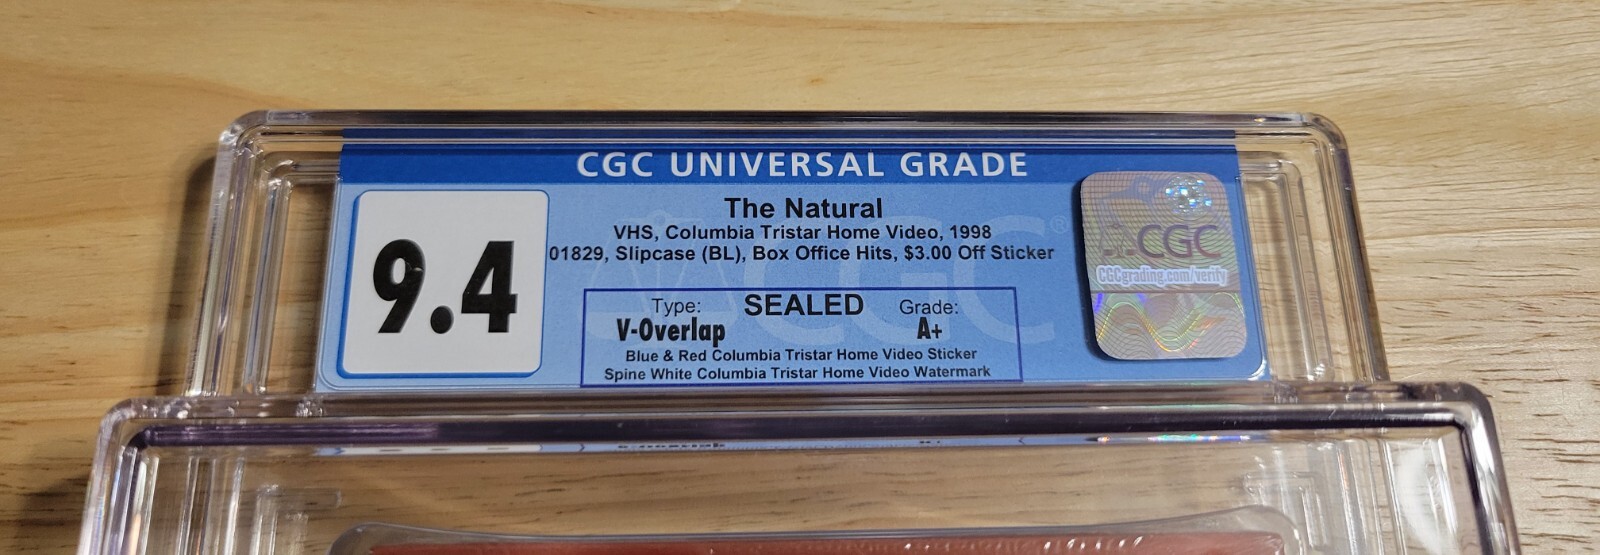 CGC UNIVERSAL GRADE
9.4
The Natural
VHS, Columbia Tristar Home Video, 1998
01829, Slipcase (BL), Box Office Hits, $3.00 Off Sticker
Type: SEALED Grade:
V-Overlap A+
Blue & Red Columbia Tristar Home Video Sticker
Spine White Columbia Tristar Home Video Watermark
CGC
CGCgrading.com/verify
CGC®